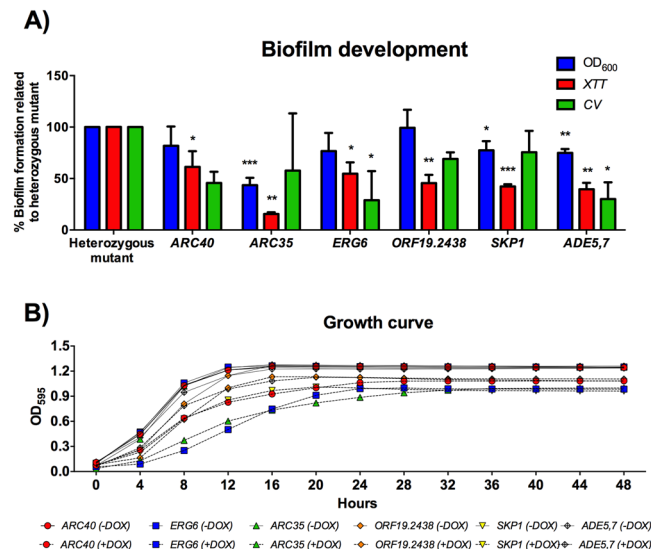 A)
Biofilm development
% Biofilm formation related
to heterozygous mutant
150
100
50
0
OD600
XTT
CV
* *** ** * * ** * *** ** ** *
Heterozygous
mutant
ARC40 ARC35 ERG6 ORF19.2438 SKP1 ADE5,7
B)
Growth curve
OD595
1.5
1.2
0.9
0.6
0.3
0.0
0 4 8 12 16 20 24 28 32 36 40 44 48
Hours
ARC40 (-DOX) ERG6 (-DOX) ARC35 (-DOX) ORF19.2438 (-DOX) SKP1 (-DOX) ADE5,7 (-DOX)
ARC40 (+DOX) ERG6 (+DOX) ARC35 (+DOX) ORF19.2438 (+DOX) SKP1 (+DOX) ADE5,7 (+DOX)